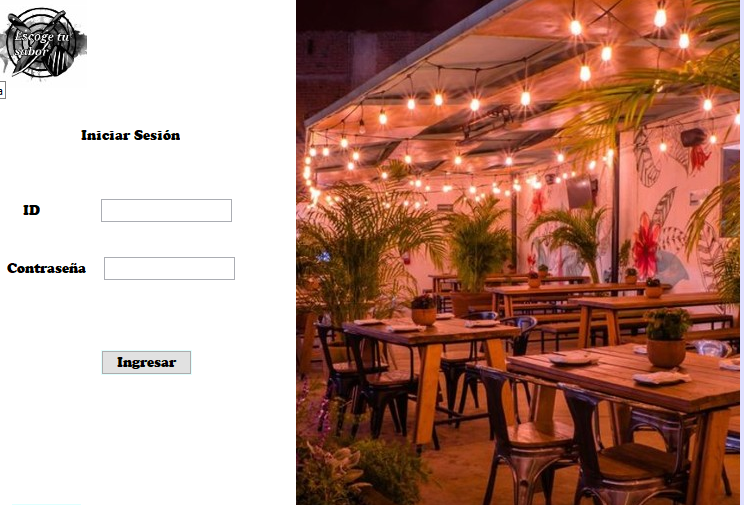 Escoge tu
sabor
a
Iniciar Sesión
ID
Contraseña
Ingresar